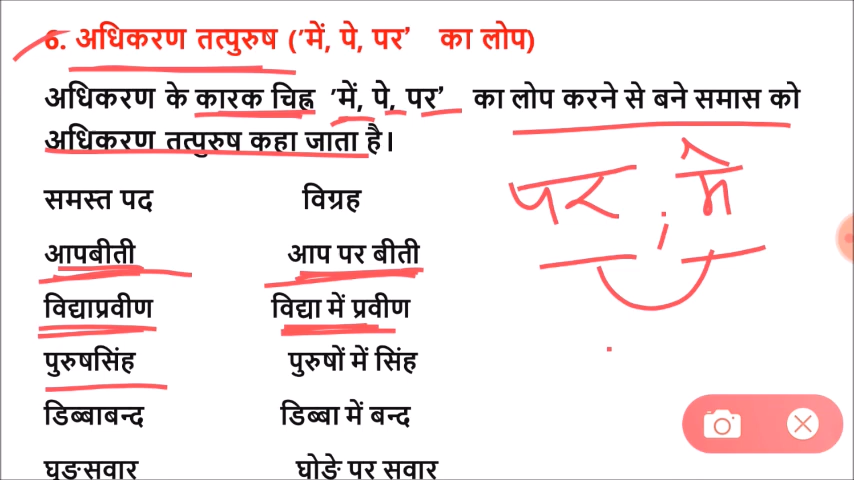 6. अधिकरण तत्पुरुष ('में, पे, पर' का लोप)
अधिकरण के कारक चिह्न 'में, पे, पर' का लोप करने से बने समास को
अधिकरण तत्पुरुष कहा जाता है।
पर, में
समस्त पद विग्रह
आपबीती आप पर बीती
विद्याप्रवीण विद्या में प्रवीण
पुरुषसिंह पुरुषों में सिंह
डिब्बाबन्द डिब्बा में बन्द
घुङसवार घोङे पर सवार